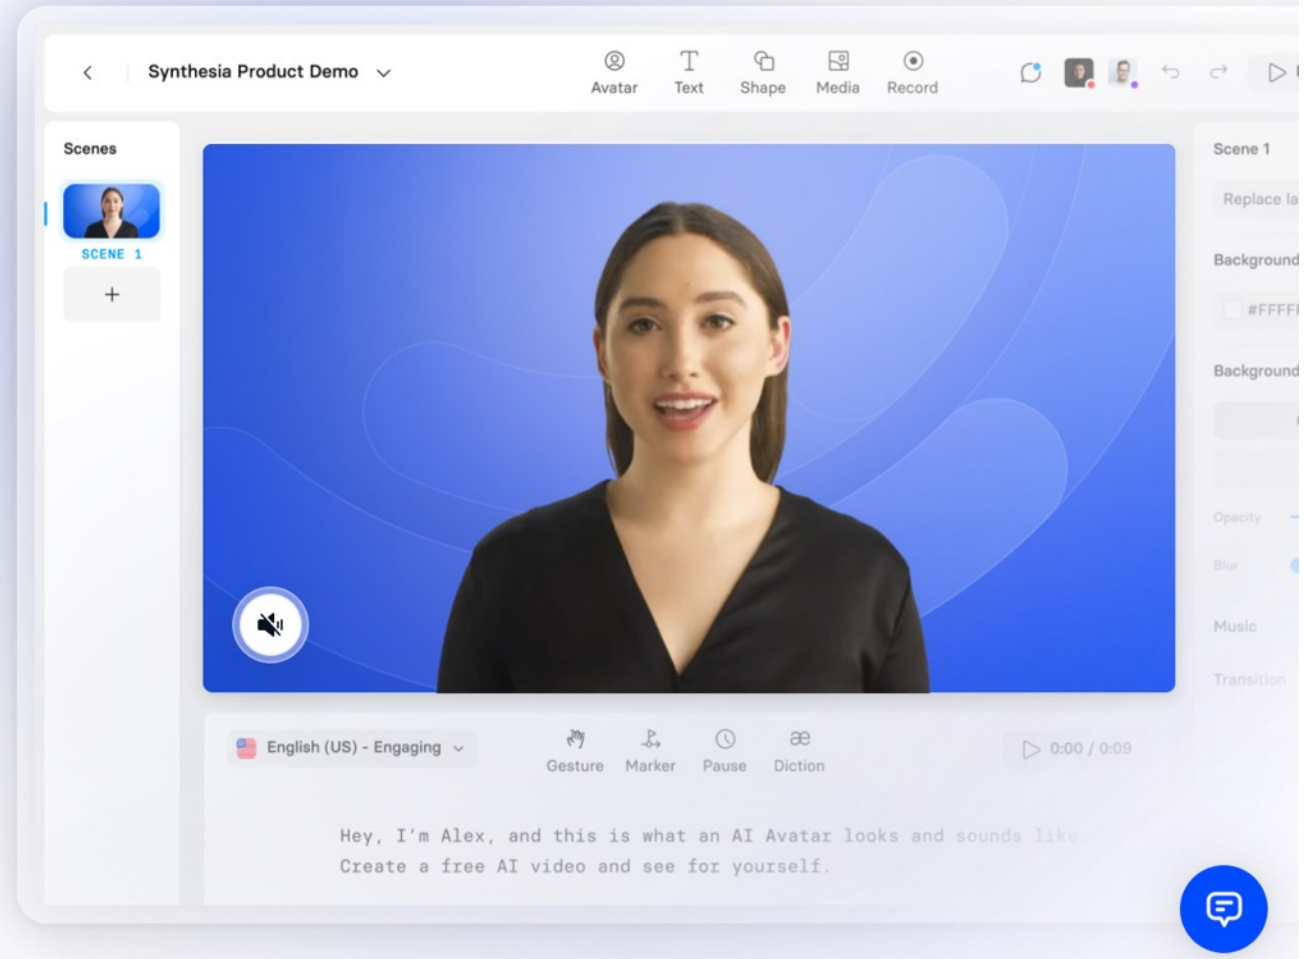 Synthesia Product Demo
Avatar
Text
Shape
Media
Record
Scenes
SCENE 1
Scene 1
Replace
Background
Background
Opacity
Blur
Music
Transition
English (US) - Engaging
Gesture
Marker
Pause
æ
Diction
0:00 / 0:09
Hey, I'm Alex, and this is what an AI Avatar looks and sounds like.
Create a free AI video and see for yourself.